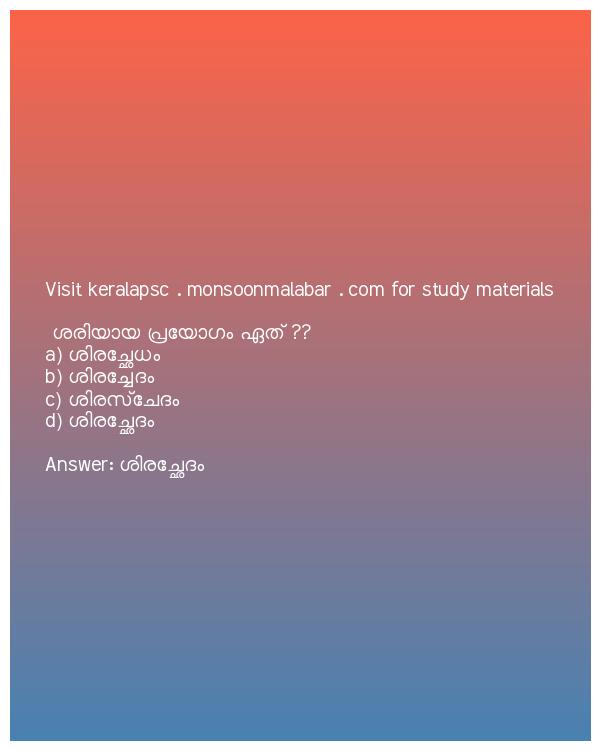 Visit keralapsc . monsoonmalabar . com for study materials
ശരിയായ പ്രയോഗം ഏത് ??
a) ശിരച്ഛേധം
b) ശിരച്ചേദം
c) ശിരസ്ചേദം
d) ശിരച്ഛേദം
Answer: ശിരച്ഛേദം